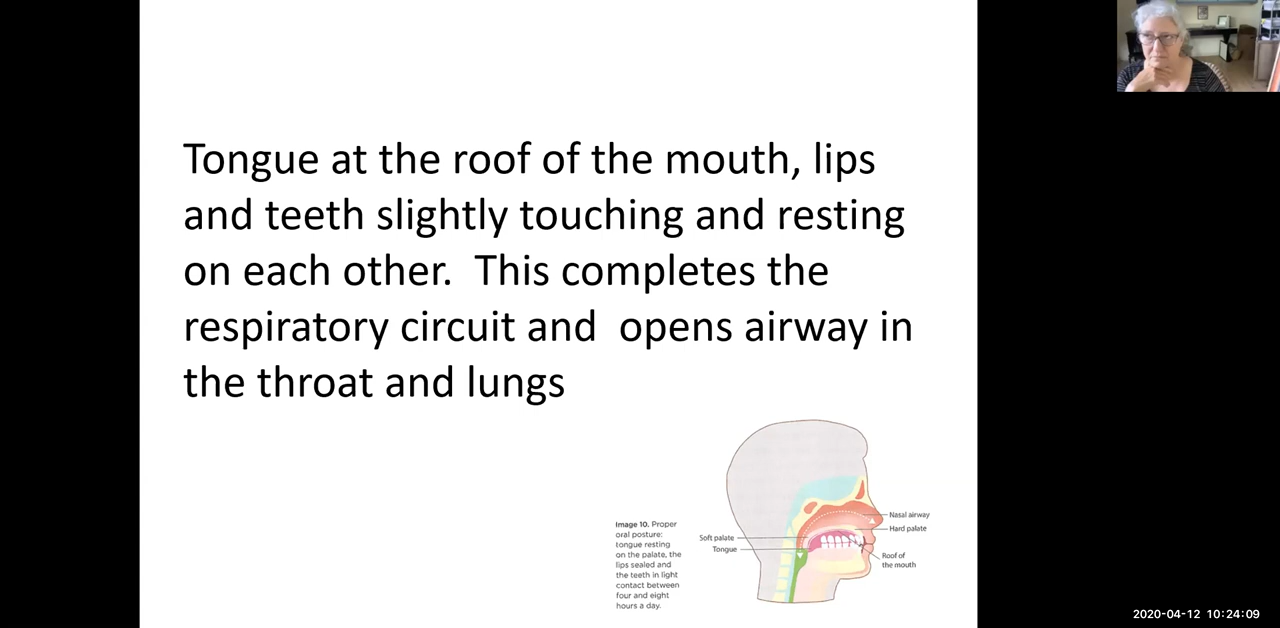 Tongue at the roof of the mouth, lips
and teeth slightly touching and resting
on each other.  This completes the
respiratory circuit and  opens airway in
the throat and lungs
Image 10. Proper
oral posture:
tongue resting
on the palate, the
lips sealed and
the teeth in light
contact between
four and eight
hours a day.
Soft palate
Tongue
Nasal airway
Hard palate
Roof of
the mouth
2020-04-12 10:24:09